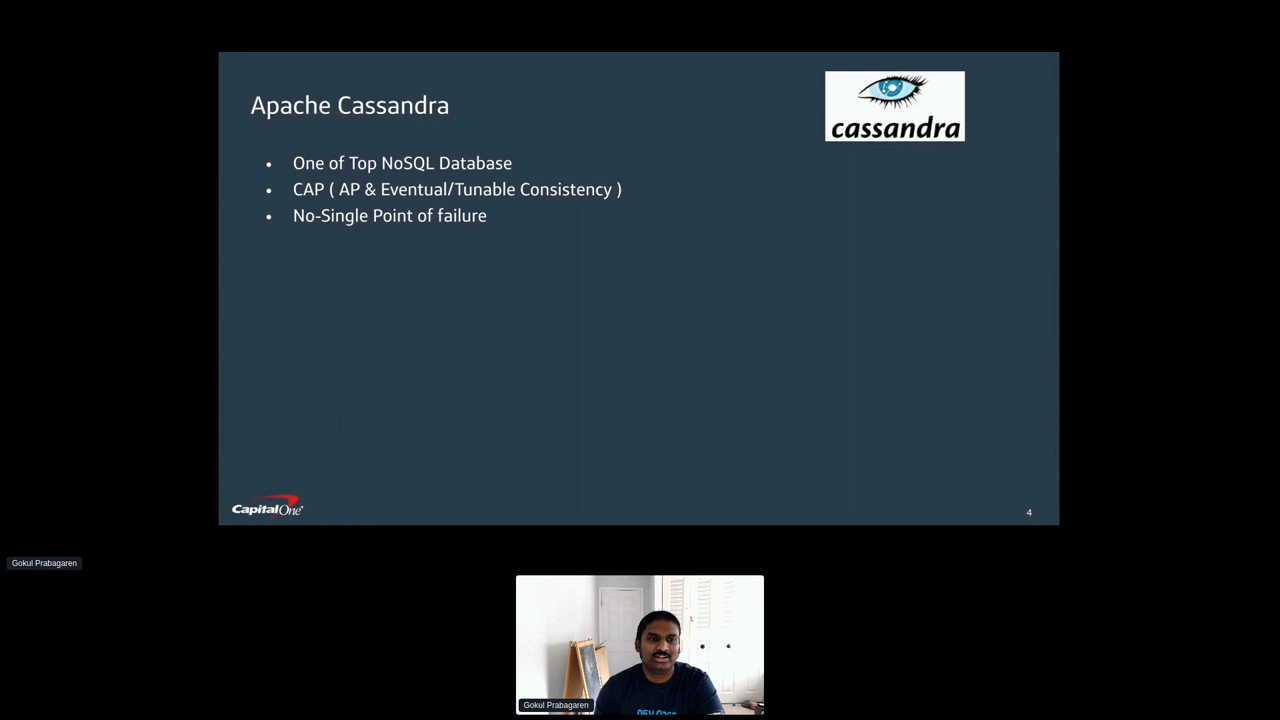 Apache Cassandra
cassandra
• One of Top NoSQL Database
• CAP ( AP & Eventual/Tunable Consistency )
• No-Single Point of failure
CapitalOne
4
Gokul Prabagaren
Gokul Prabagaren